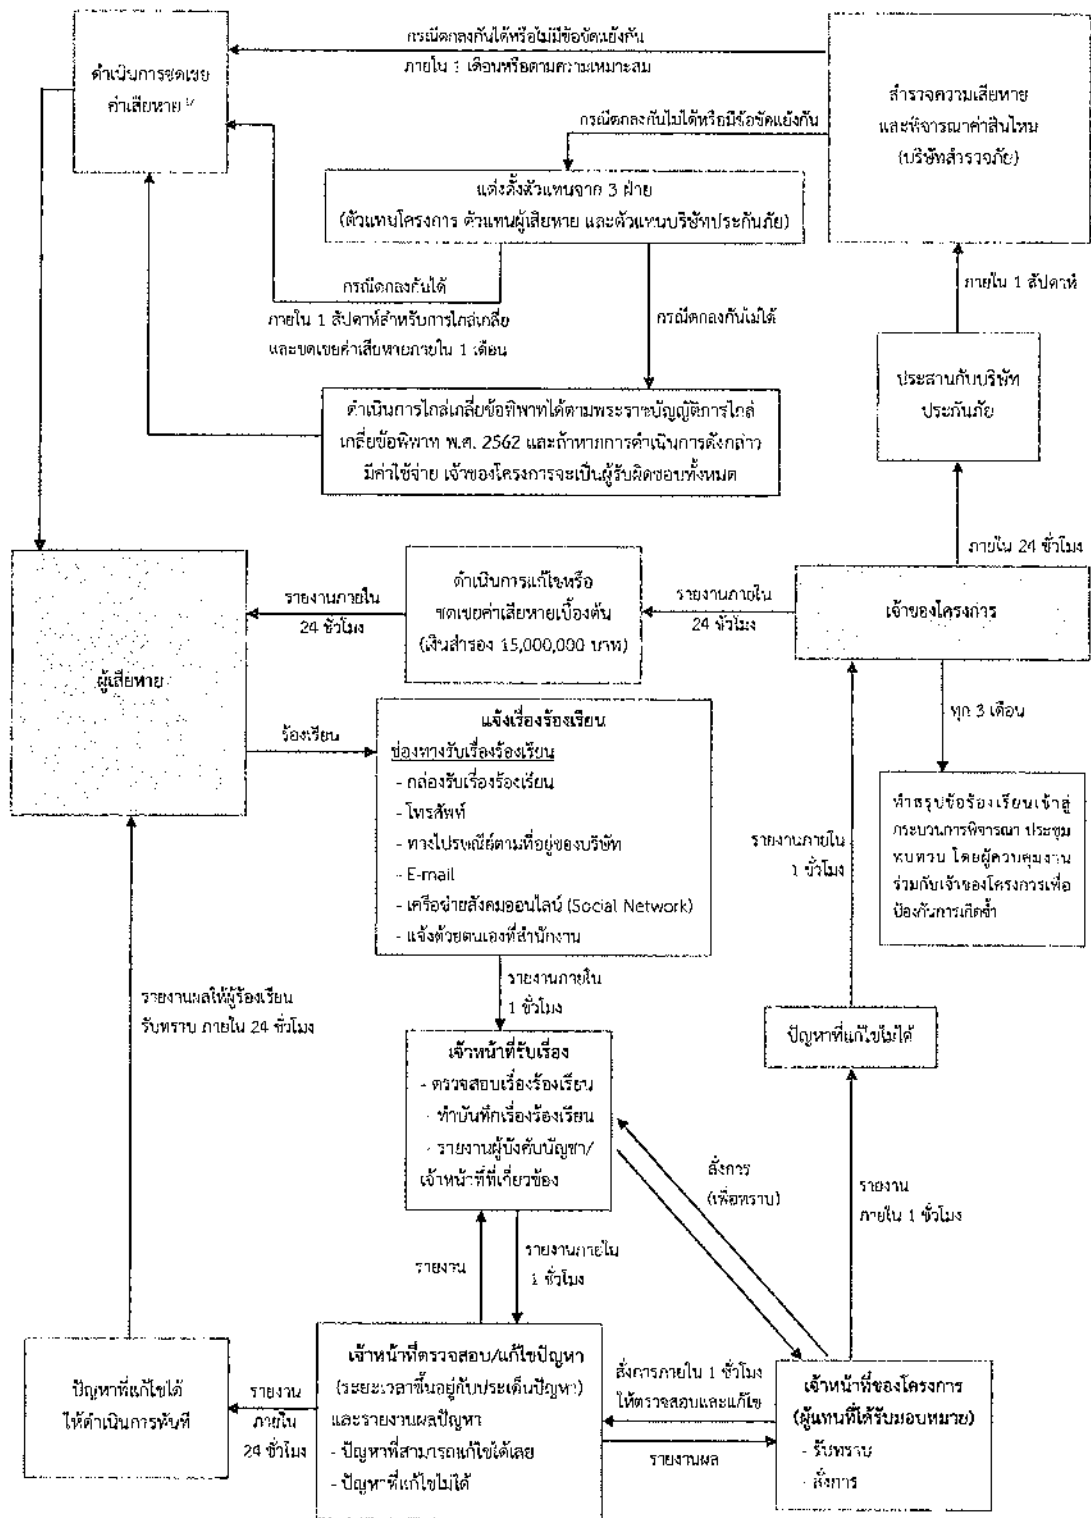 กรณีตกลงกันได้หรือไม่มีข้อขัดแย้งกัน
ภายใน 1 เดือนหรือตามความเหมาะสม
ดำเนินการชดเชย
ค่าเสียหาย 1/
สำรวจความเสียหาย
และพิจารณาค่าสินไหม
(บริษัทสำรวจภัย)
กรณีตกลงกันไม่ได้หรือมีข้อขัดแย้งกัน
แต่งตั้งตัวแทนจาก 3 ฝ่าย
(ตัวแทนโครงการ ตัวแทนผู้เสียหาย และตัวแทนบริษัทประกันภัย)
กรณีตกลงกันได้
ภายใน 1 สัปดาห์สำหรับการไกล่เกลี่ย
และชดเชยค่าเสียหายภายใน 1 เดือน
กรณีตกลงกันไม่ได้
ภายใน 1 สัปดาห์
ประสานกับบริษัท
ประกันภัย
ดำเนินการไกล่เกลี่ยข้อพิพาทได้ตามพระราชบัญญัติการไกล่
เกลี่ยข้อพิพาท พ.ศ. 2562 และถ้าหากการดำเนินการดังกล่าว
มีค่าใช้จ่าย เจ้าของโครงการจะเป็นผู้รับผิดชอบทั้งหมด
ภายใน 24 ชั่วโมง
ผู้เสียหาย
รายงานภายใน
24 ชั่วโมง
ดำเนินการแก้ไขหรือ
ชดเชยค่าเสียหายเบื้องต้น
(เงินสำรอง 15,000,000 บาท)
รายงานภายใน
24 ชั่วโมง
เจ้าของโครงการ
ทุก 3 เดือน
ร้องเรียน
แจ้งเรื่องร้องเรียน
ช่องทางรับเรื่องร้องเรียน
- กล่องรับเรื่องร้องเรียน
- โทรศัพท์
- ทางไปรษณีย์ตามที่อยู่ของบริษัท
- E-mail
- เครือข่ายสังคมออนไลน์ (Social Network)
- แจ้งด้วยตนเองที่สำนักงาน
ทำสรุปข้อร้องเรียนเข้าสู่
กระบวนการพิจารณา ประชุม
ทบทวน โดยผู้ควบคุมงาน
ร่วมกับเจ้าของโครงการเพื่อ
ป้องกันการเกิดซ้ำ
รายงานภายใน
1 ชั่วโมง
รายงานภายใน
1 ชั่วโมง
รายงานผลให้ผู้ร้องเรียน
รับทราบ ภายใน 24 ชั่วโมง
ปัญหาที่แก้ไขไม่ได้
เจ้าหน้าที่รับเรื่อง
- ตรวจสอบเรื่องร้องเรียน
- ทำบันทึกเรื่องร้องเรียน
- รายงานผู้บังคับบัญชา/
เจ้าหน้าที่ที่เกี่ยวข้อง
สั่งการ
(เพื่อทราบ)
รายงาน
ภายใน 1 ชั่วโมง
รายงาน
รายงานภายใน
1 ชั่วโมง
ปัญหาที่แก้ไขได้
ให้ดำเนินการทันที
รายงาน
ภายใน
24 ชั่วโมง
เจ้าหน้าที่ตรวจสอบ/แก้ไขปัญหา
(ระยะเวลาขึ้นอยู่กับประเด็นปัญหา)
และรายงานผลปัญหา
- ปัญหาที่สามารถแก้ไขได้เลย
- ปัญหาที่แก้ไขไม่ได้
สั่งการภายใน 1 ชั่วโมง
ให้ตรวจสอบและแก้ไข
รายงานผล
เจ้าหน้าที่ของโครงการ
(ผู้แทนที่ได้รับมอบหมาย)
- รับทราบ
- สั่งการ